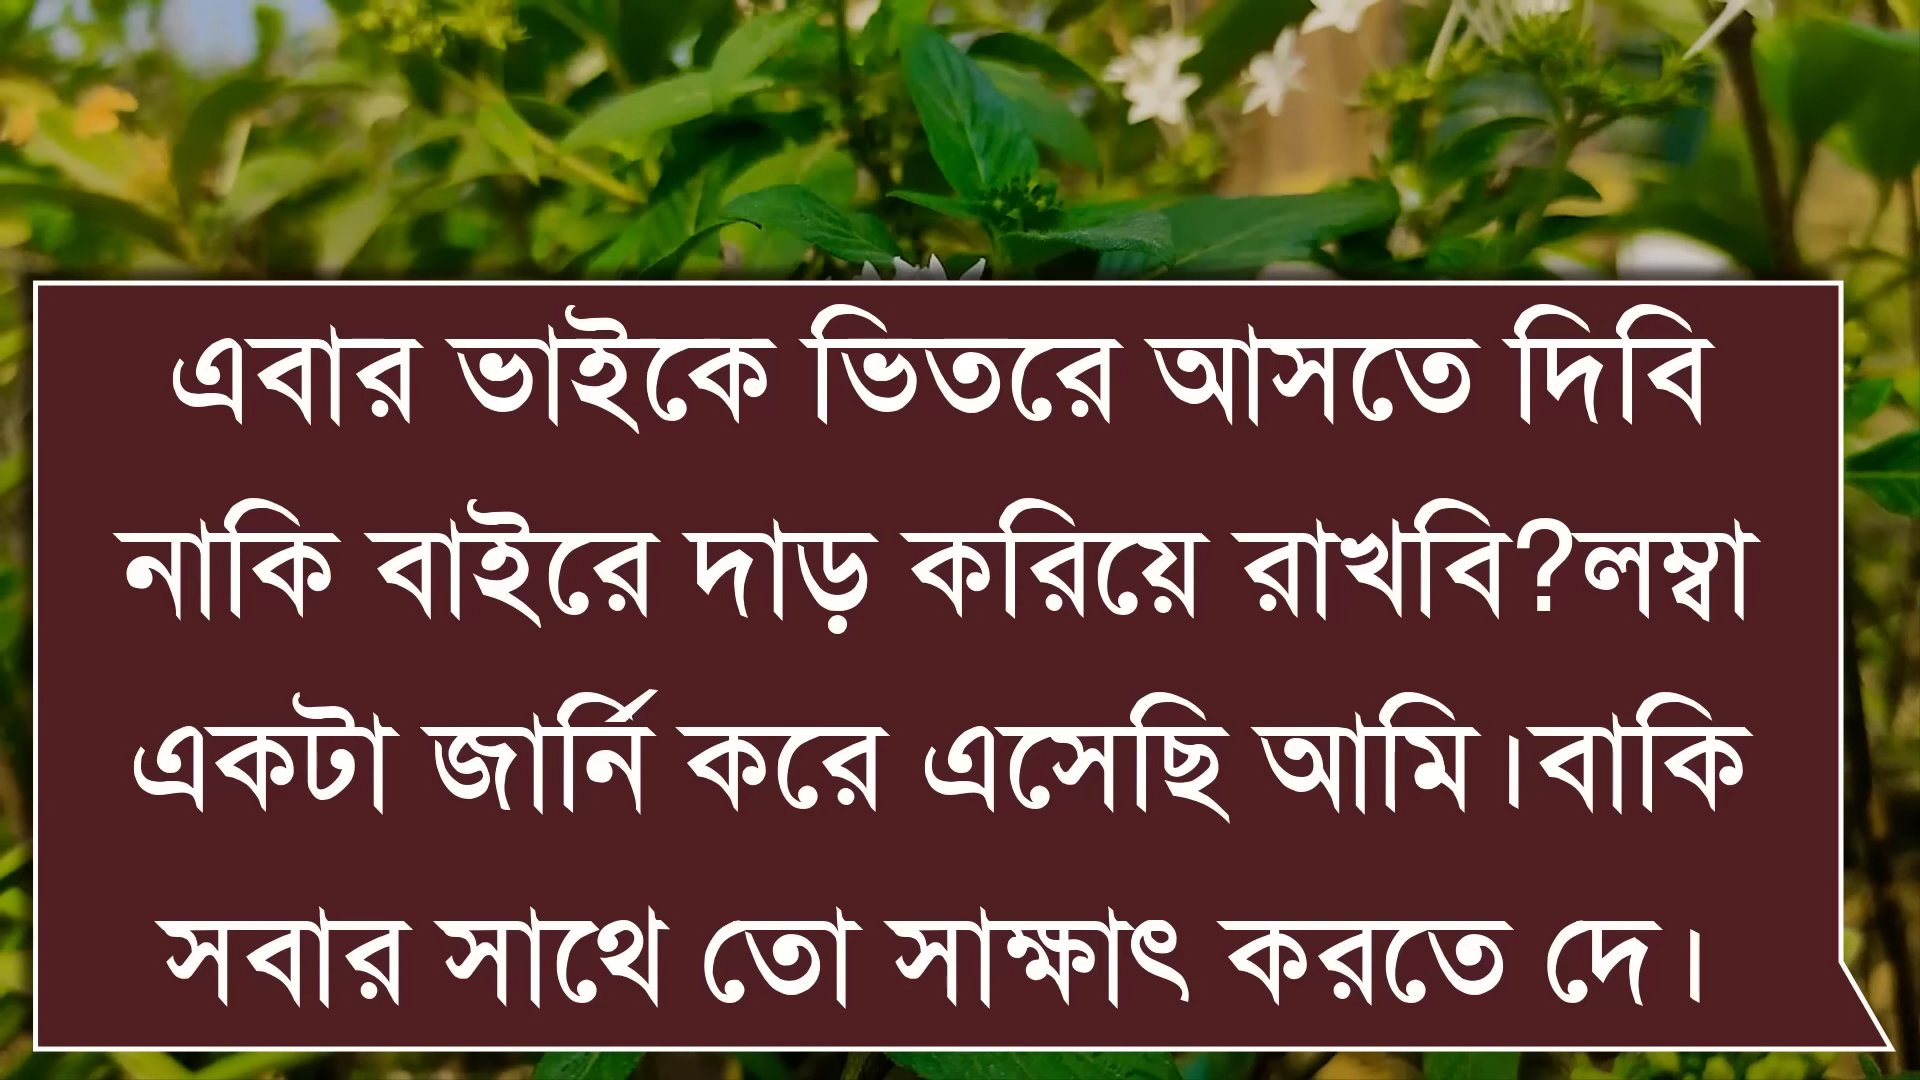 এবার ভাইকে ভিতরে আসতে দিবি
নাকি বাইরে দাড় করিয়ে রাখবি?লম্বা
একটা জার্নি করে এসেছি আমি।বাকি
সবার সাথে তো সাক্ষাৎ করতে দে।